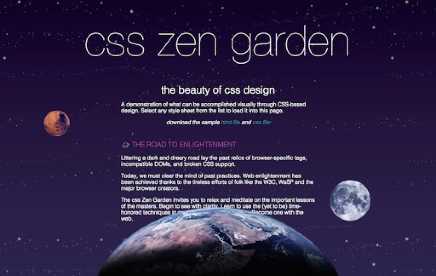 css zen garden
the beauty of css design
A demonstration of what can be accomplished visually through CSS-based
design. Select any style sheet from the list to load it into this page.
download the sample html file and css file
THE ROAD TO ENLIGHTENMENT
Littering a dark and dreary road lay the past relics of browser-specific tags,
incompatible DOMs, and broken CSS support.
Today, we must clear the mind of past practices. Web enlightenment has
been achieved thanks to the tireless efforts of folk like the W3C, WaSP and the
major browser creators.
The css Zen Garden invites you to relax and meditate on the important lessons
of the masters. Begin to see with clarity. Learn to use the (yet to be) time-
honored techniques in Become one with the
web.